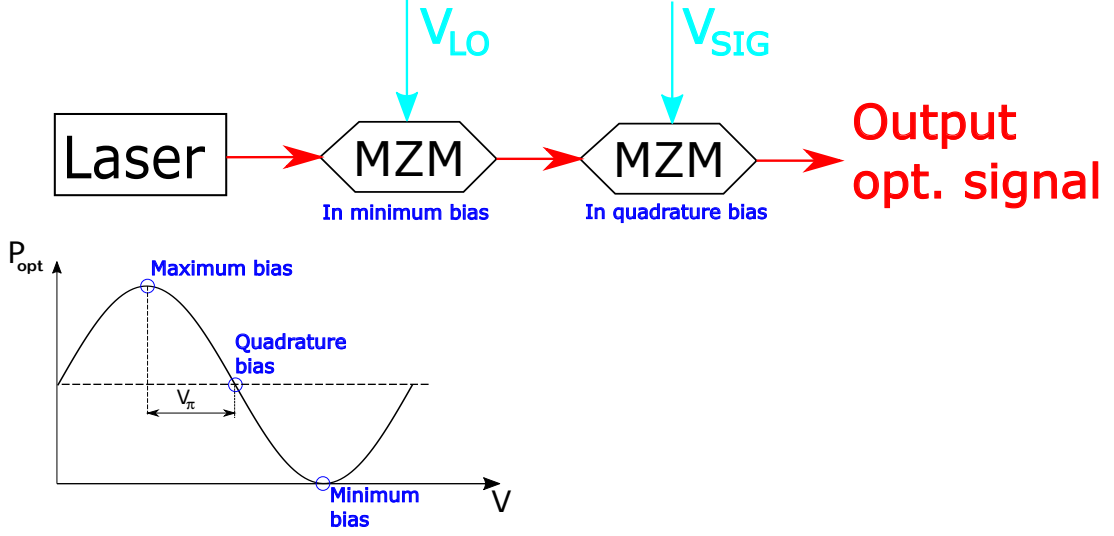 V_LO
V_SIG
Laser
MZM
MZM
Output
opt. signal
In minimum bias
In quadrature bias
P_opt
Maximum bias
Quadrature
bias
V_π
Minimum
bias
V